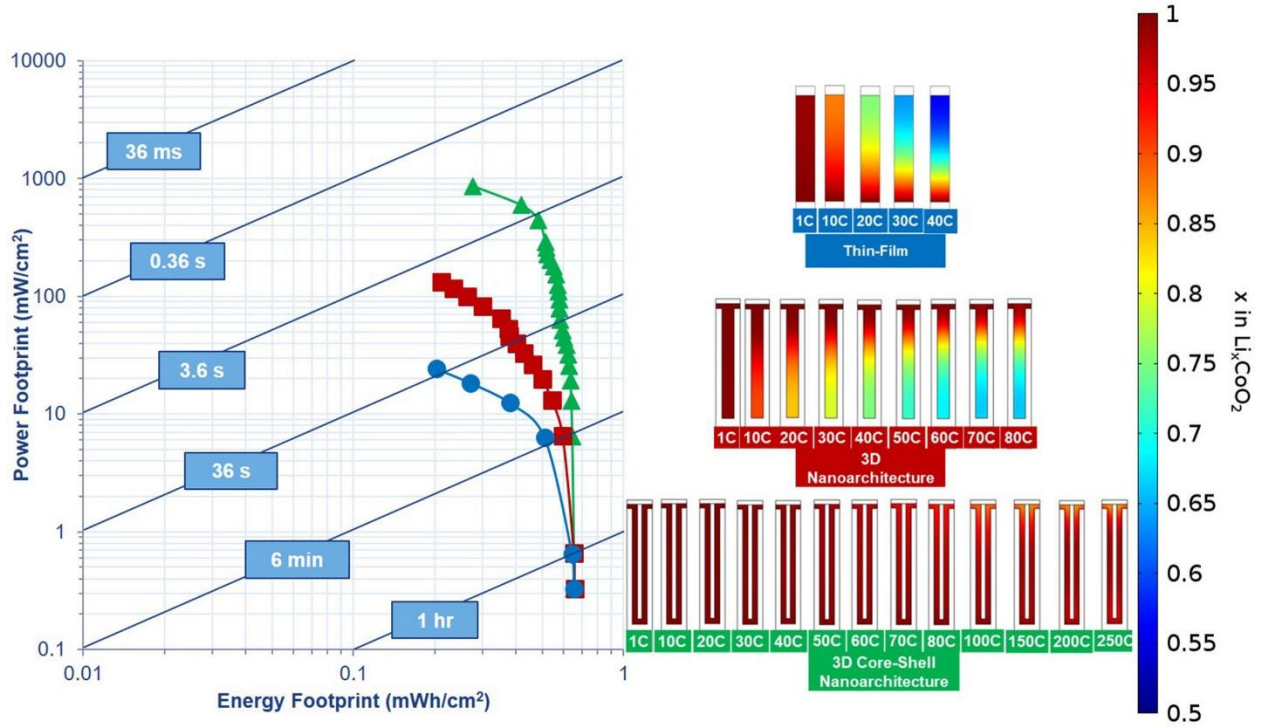 10000
1000
100
10
1
0.1
Power Footprint (mW/cm²)
0.01
0.1
1
Energy Footprint (mWh/cm²)
36 ms
0.36 s
3.6 s
36 s
6 min
1 hr
1C 10C 20C 30C 40C
Thin-Film
1C 10C 20C 30C 40C 50C 60C 70C 80C
3D
Nanoarchitecture
1C 10C 20C 30C 40C 50C 60C 70C 80C 100C 150C 200C 250C
3D Core-Shell
Nanoarchitecture
1
0.95
0.9
0.85
0.8
0.75
0.7
0.65
0.6
0.55
0.5
x in LiₓCoO₂